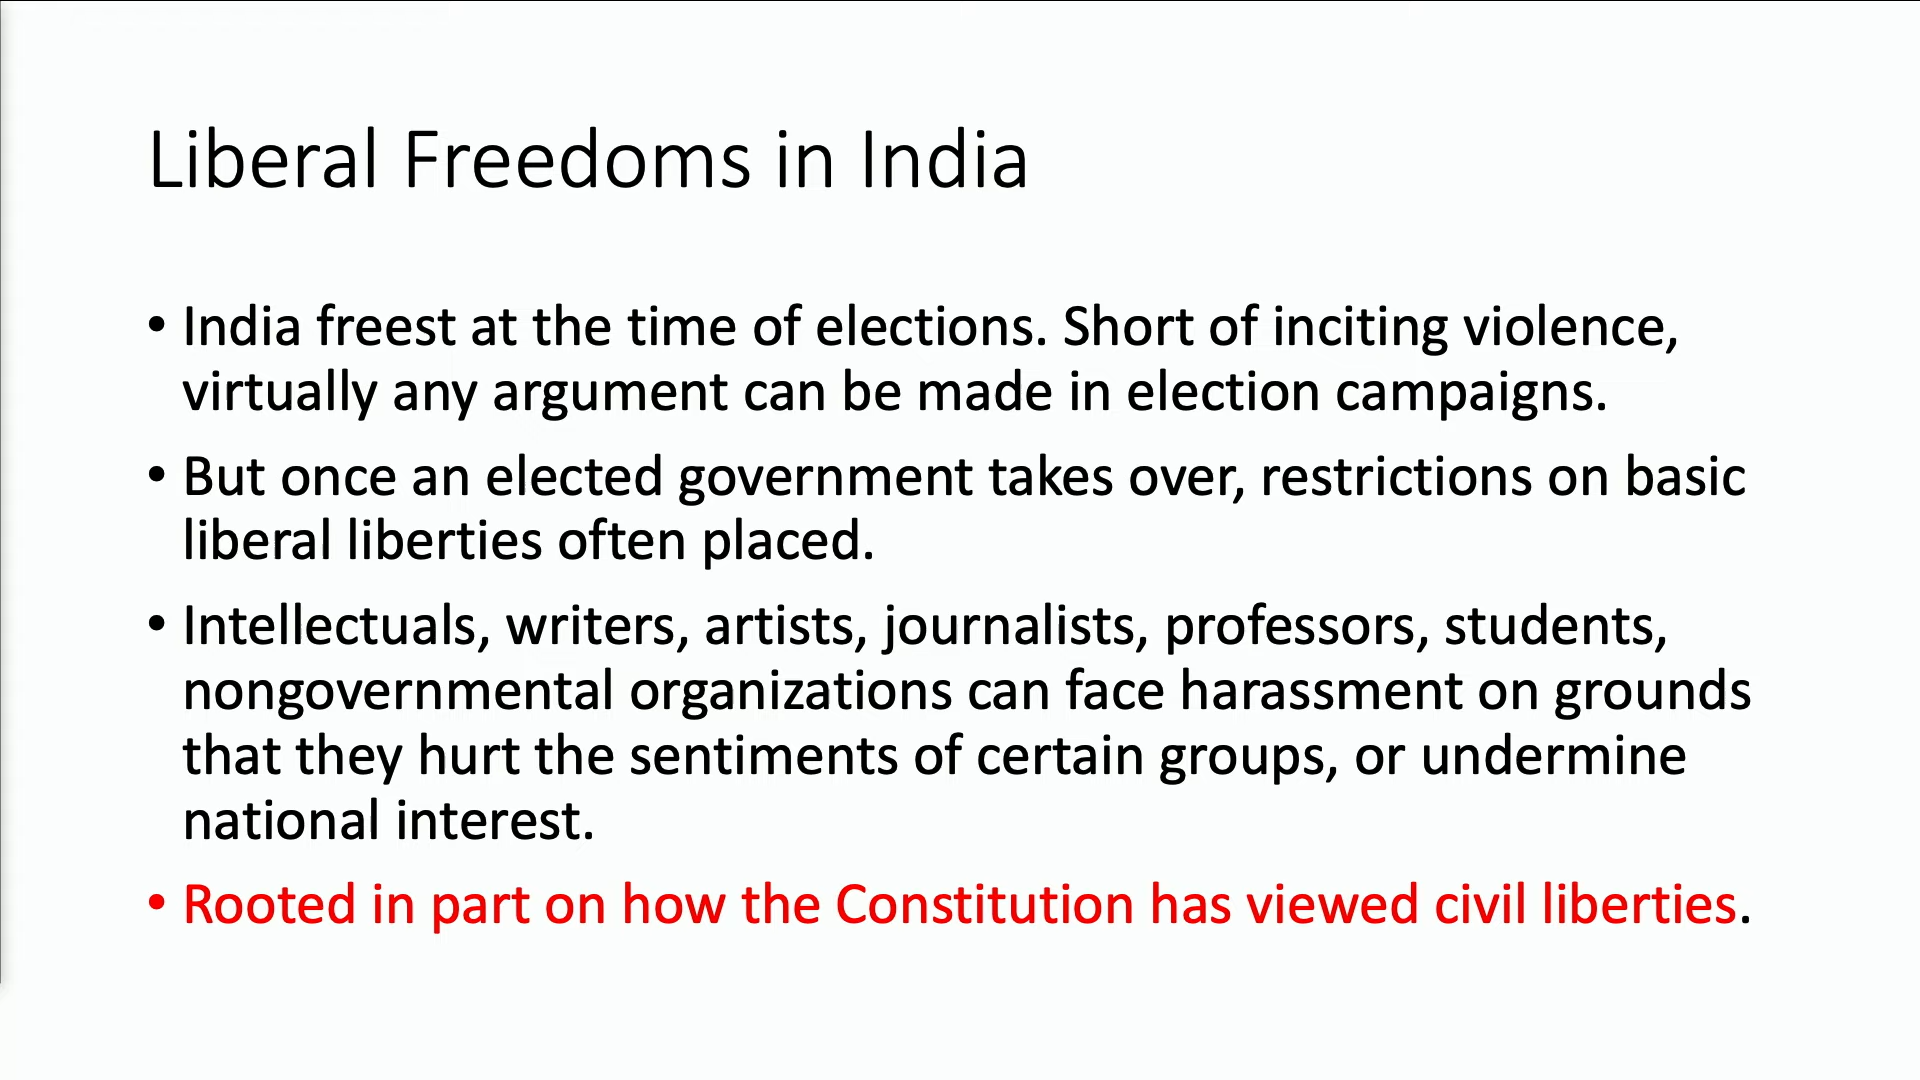 Liberal Freedoms in India
• India freest at the time of elections. Short of inciting violence,
virtually any argument can be made in election campaigns.
• But once an elected government takes over, restrictions on basic
liberal liberties often placed.
• Intellectuals, writers, artists, journalists, professors, students,
nongovernmental organizations can face harassment on grounds
that they hurt the sentiments of certain groups, or undermine
national interest.
• Rooted in part on how the Constitution has viewed civil liberties.